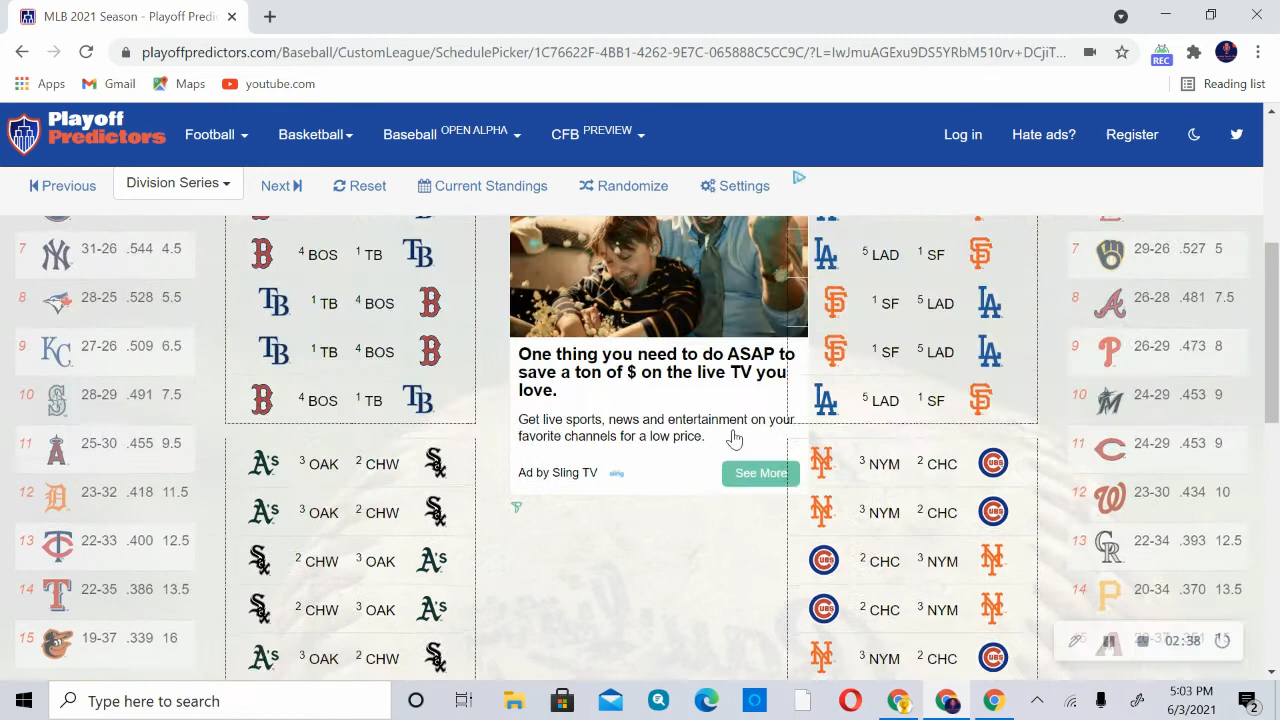 MLB 2021 Season - Playoff Predi
playoffpredictors.com/Baseball/CustomLeague/SchedulePicker/1C76622F-4BB1-4262-9E7C-065888C5CC9C/?L=IwJmuAGExu9DS5YRbM510rv+DCjiT...
REC
Apps Gmail Maps youtube.com Reading list
Playoff
Predictors
Football Basketball Baseball OPEN ALPHA CFB PREVIEW Log in Hate ads? Register
Previous Division Series Next Reset Current Standings Randomize Settings
7 31-26 .544 4.5
8 28-25 .528 5.5
9 27-26 .509 6.5
10 28-29 .491 7.5
11 25-30 .455 9.5
12 23-32 .418 11.5
13 22-33 .400 12.5
14 22-35 .386 13.5
15 19-37 .339 16
4 BOS 1 TB
1 TB 4 BOS
1 TB 4 BOS
4 BOS 1 TB
3 OAK 2 CHW
3 OAK 2 CHW
2 CHW 3 OAK
2 CHW 3 OAK
3 OAK 2 CHW
One thing you need to do ASAP to
save a ton of $ on the live TV you
love.
Get live sports, news and entertainment on your
favorite channels for a low price.
Ad by Sling TV sling See More
5 LAD 1 SF
1 SF 5 LAD
1 SF 5 LAD
5 LAD 1 SF
3 NYM 2 CHC
3 NYM 2 CHC
2 CHC 3 NYM
2 CHC 3 NYM
3 NYM 2 CHC
7 29-26 .527 5
8 26-28 .481 7.5
9 26-29 .473 8
10 24-29 .453 9
11 24-29 .453 9
12 23-30 .434 10
13 22-34 .393 12.5
14 20-34 .370 13.5
02:38
Type here to search
5:03 PM
6/3/2021
2